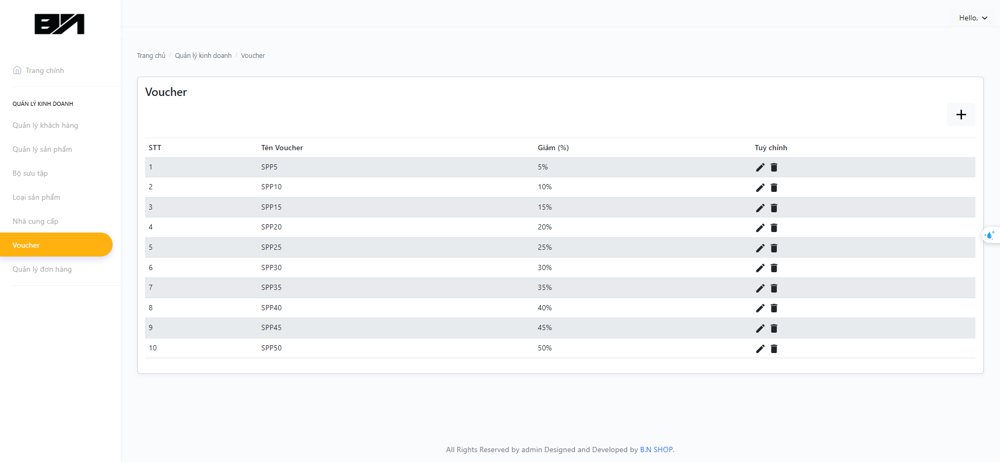 BN
Hello,
Trang chủ / Quản lý kinh doanh / Voucher
Trang chính
QUẢN LÝ KINH DOANH
Quản lý khách hàng
Quản lý sản phẩm
Bộ sưu tập
Loại sản phẩm
Nhà cung cấp
Voucher
Quản lý đơn hàng
Voucher
STT Tên Voucher Giảm (%) Tuỳ chỉnh
1 SPP5 5%
2 SPP10 10%
3 SPP15 15%
4 SPP20 20%
5 SPP25 25%
6 SPP30 30%
7 SPP35 35%
8 SPP40 40%
9 SPP45 45%
10 SPP50 50%
All Rights Reserved by admin Designed and Developed by B.N SHOP.